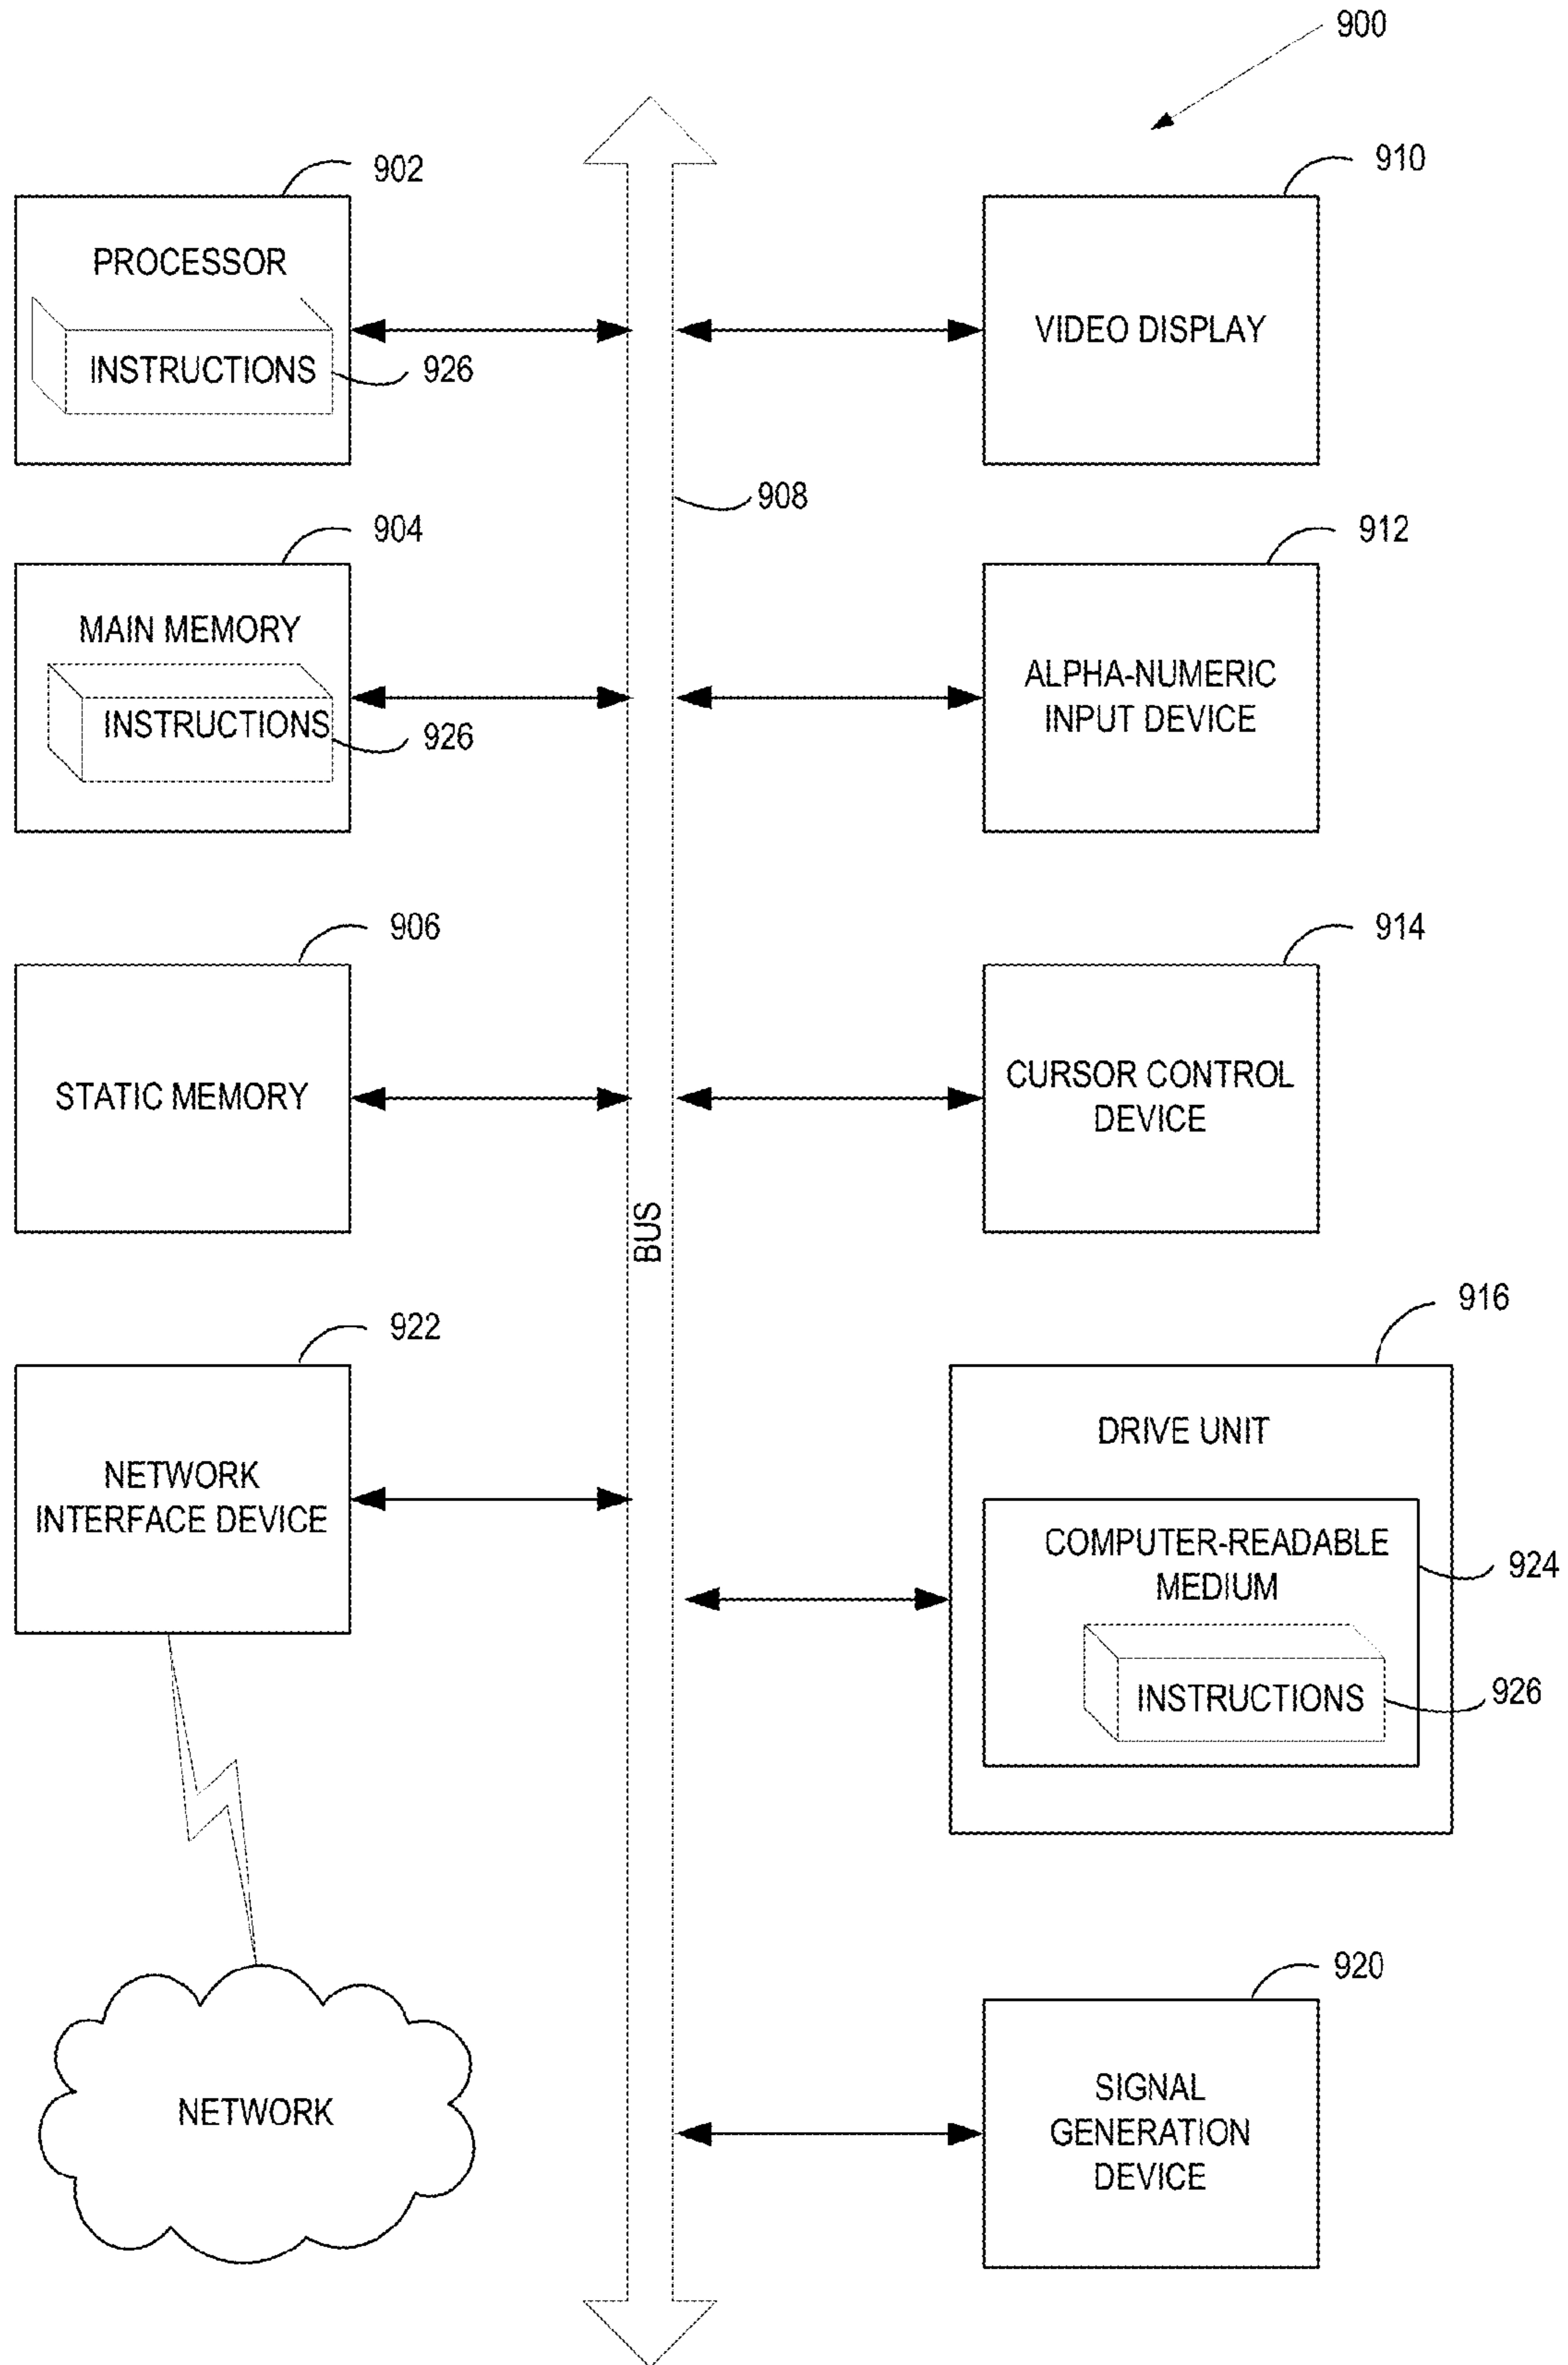 900
902
PROCESSOR
INSTRUCTIONS
926
910
VIDEO DISPLAY
908
904
MAIN MEMORY
INSTRUCTIONS
926
912
ALPHA-NUMERIC
INPUT DEVICE
906
STATIC MEMORY
914
CURSOR CONTROL
DEVICE
BUS
922
NETWORK
INTERFACE DEVICE
916
DRIVE UNIT
COMPUTER-READABLE
MEDIUM
924
INSTRUCTIONS
926
NETWORK
920
SIGNAL
GENERATION
DEVICE